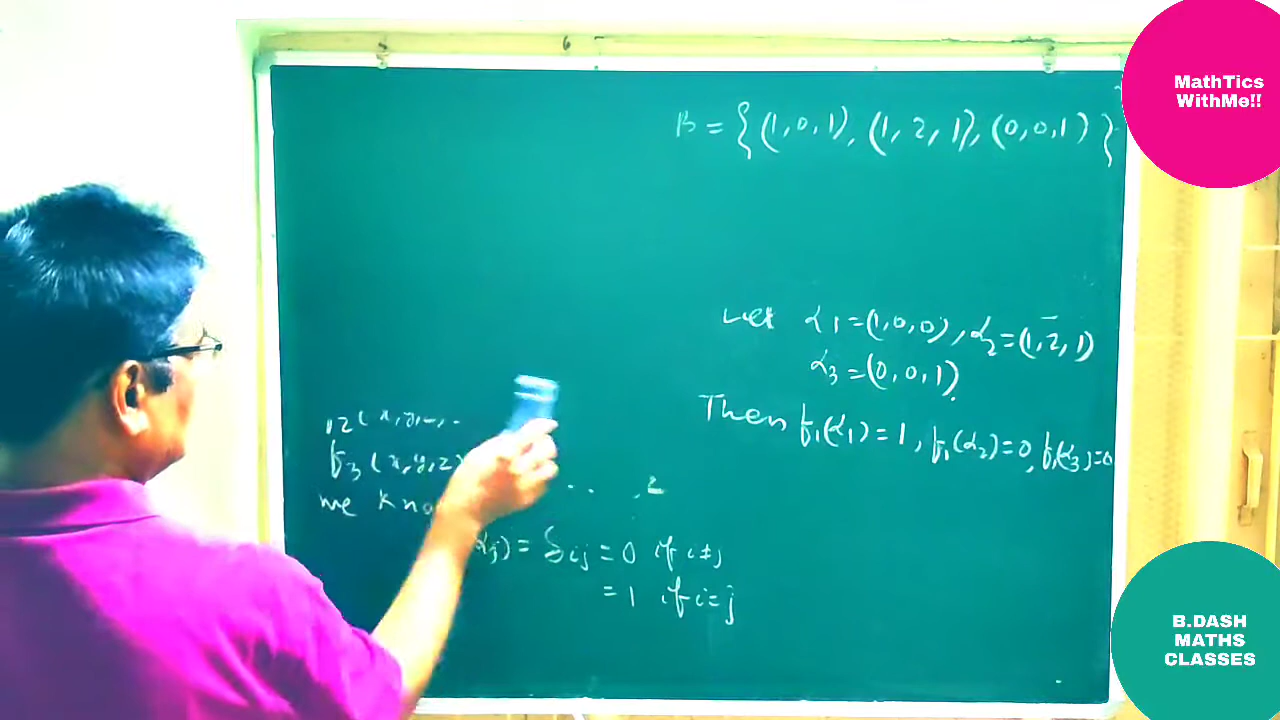 MathTics
WithMe!!
B = {(1,0,1), (1,2,1), (0,0,1)}
Let α1 =(1,0,0), α2 =(1,2,1)
α3 =(0,0,1).
Then f1(α1) = 1, f1(α2)=0, f1(α3)=0
f3 (x,y,z)
we
αj) = δij = 0 if i≠j
= 1 if i=j
B.DASH
MATHS
CLASSES